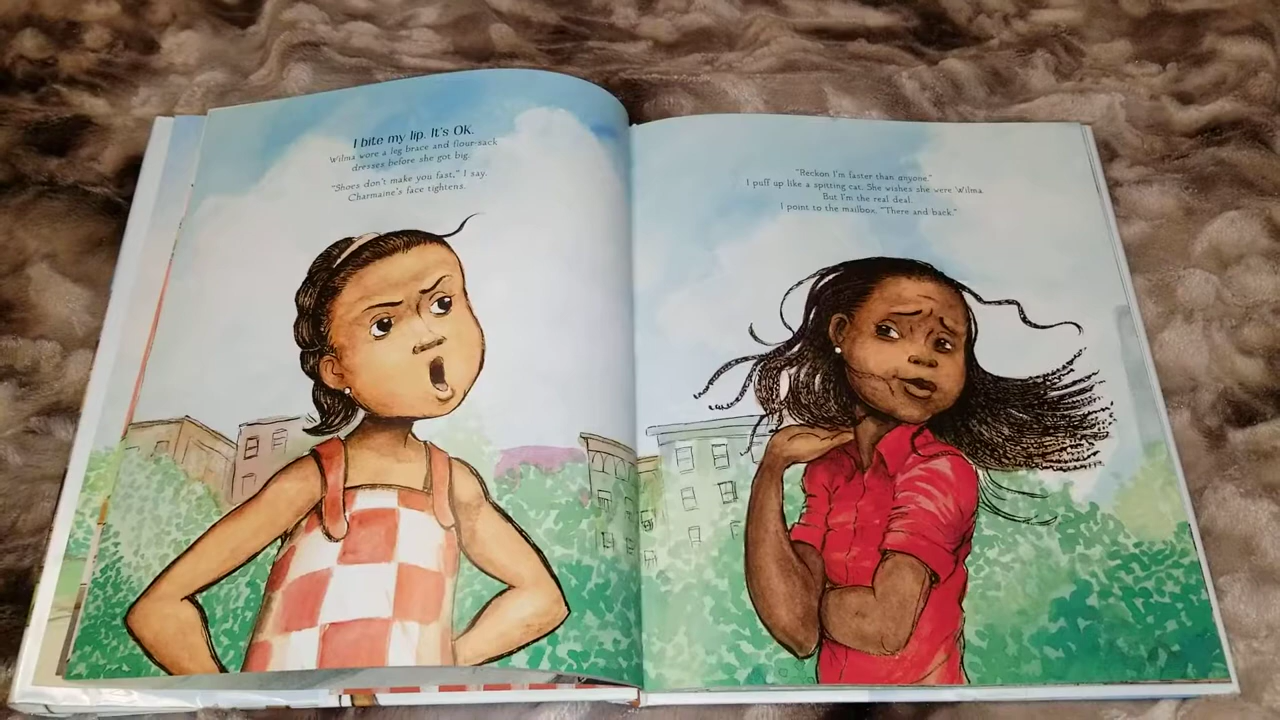 I bite my lip. It's OK.
Wilma wore a leg brace and flour-sack
dresses before she got big.
"Shoes don't make you fast," I say.
Charmaine's face tightens.
"Reckon I'm faster than anyone."
I puff up like a spitting cat. She wishes she were Wilma.
But I'm the real deal.
I point to the mailbox. "There and back."